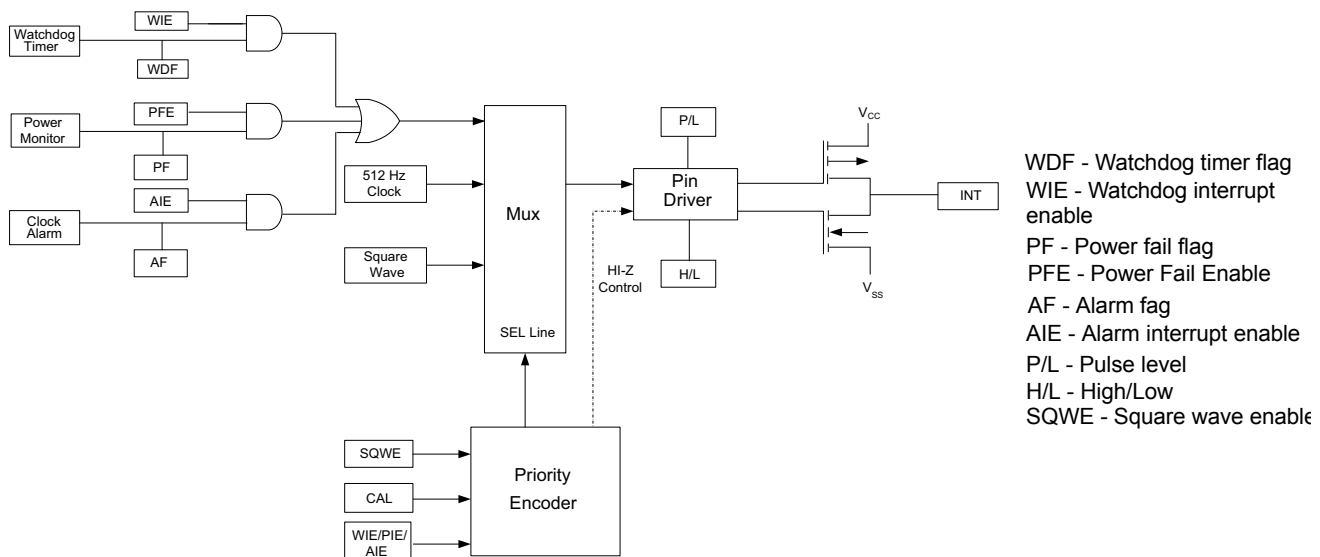 WIE
Watchdog
Timer
WDF
PFE
Power
Monitor
PF
AIE
Clock
Alarm
AF
512 Hz
Clock
Square
Wave
Mux
SEL Line
P/L
Pin
Driver
H/L
HI-Z
Control
VCC
INT
VSS
SQWE
CAL
WIE/PIE/
AIE
Priority
Encoder
WDF - Watchdog timer flag
WIE - Watchdog interrupt
enable
PF - Power fail flag
PFE - Power Fail Enable
AF - Alarm fag
AIE - Alarm interrupt enable
P/L - Pulse level
H/L - High/Low
SQWE - Square wave enable